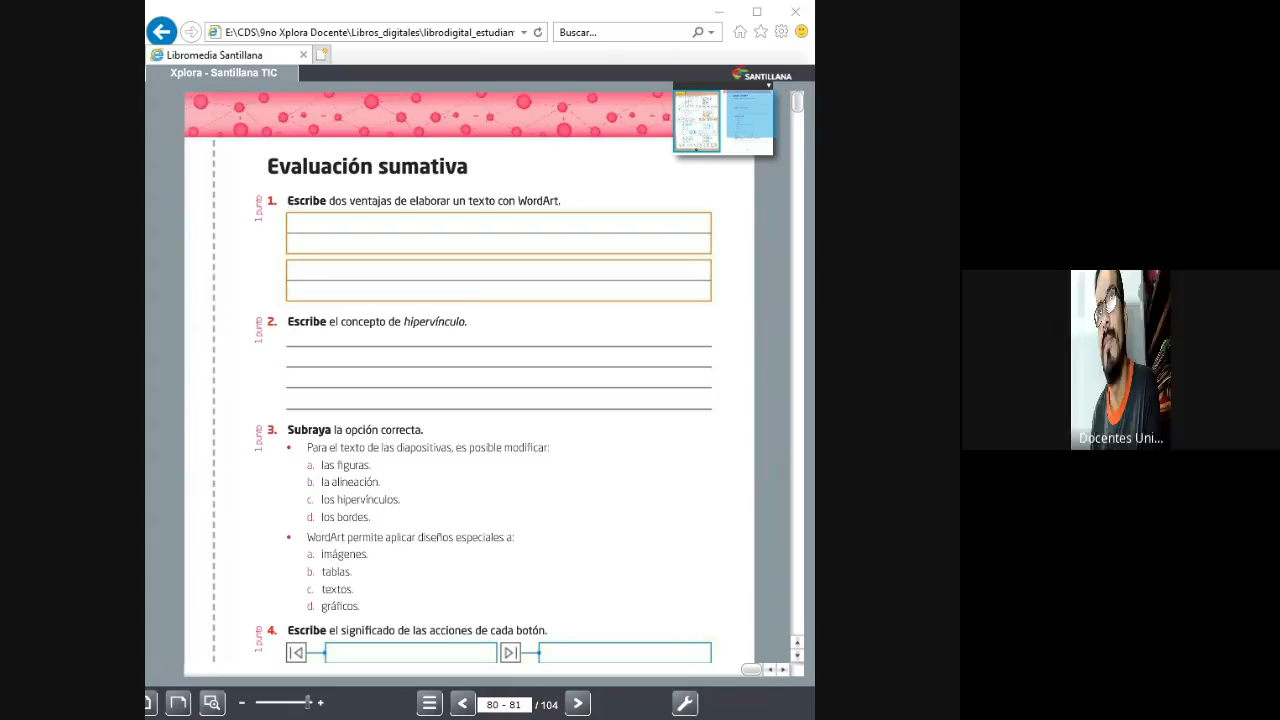 E:\CDS\9no Xplora Docente\Libros_digitales\librodigital_estudian
Buscar...
Libromedia Santillana
Xplora - Santillana TIC
SANTILLANA
Evaluación sumativa
1 punto
1. Escribe dos ventajas de elaborar un texto con WordArt.
1 punto
2. Escribe el concepto de hipervínculo.
1 punto
3. Subraya la opción correcta.
• Para el texto de las diapositivas, es posible modificar:
a. las figuras.
b. la alineación.
c. los hipervínculos.
d. los bordes.
• WordArt permite aplicar diseños especiales a:
a. imágenes.
b. tablas.
c. textos.
d. gráficos.
1 punto
4. Escribe el significado de las acciones de cada botón.
80 - 81 / 104
Docentes Uni...